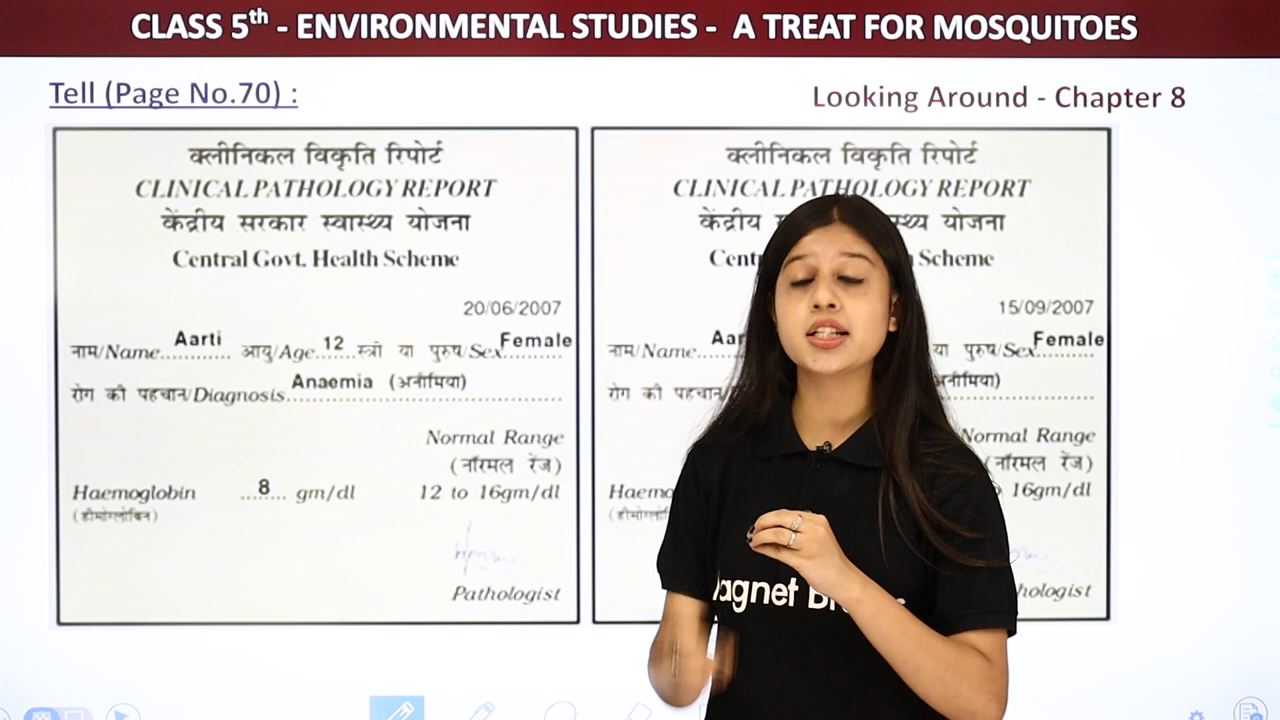 CLASS 5th - ENVIRONMENTAL STUDIES - A TREAT FOR MOSQUITOES
Tell (Page No.70) :
Looking Around - Chapter 8
क्लीनिकल विकृति रिपोर्ट
CLINICAL PATHOLOGY REPORT
केंद्रीय सरकार स्वास्थ्य योजना
Central Govt. Health Scheme
20/06/2007
नाम/Name............ Aarti आयु/Age..12.....स्त्री या पुरुष/Sex Female
रोग की पहचान/Diagnosis Anaemia (अनीमिया)
Normal Range
(नॉरमल रेंज)
Haemoglobin ...8.... gm/dl 12 to 16gm/dl
(हीमोग्लोबिन)
Pathologist
क्लीनिकल विकृति रिपोर्ट
CLINICAL PATHOLOGY REPORT
केंद्रीय योजना
Scheme
15/09/2007
नाम/Name या पुरुष/Sex Female
रोग की
Normal Range
(नॉरमल रेंज)
16gm/dl